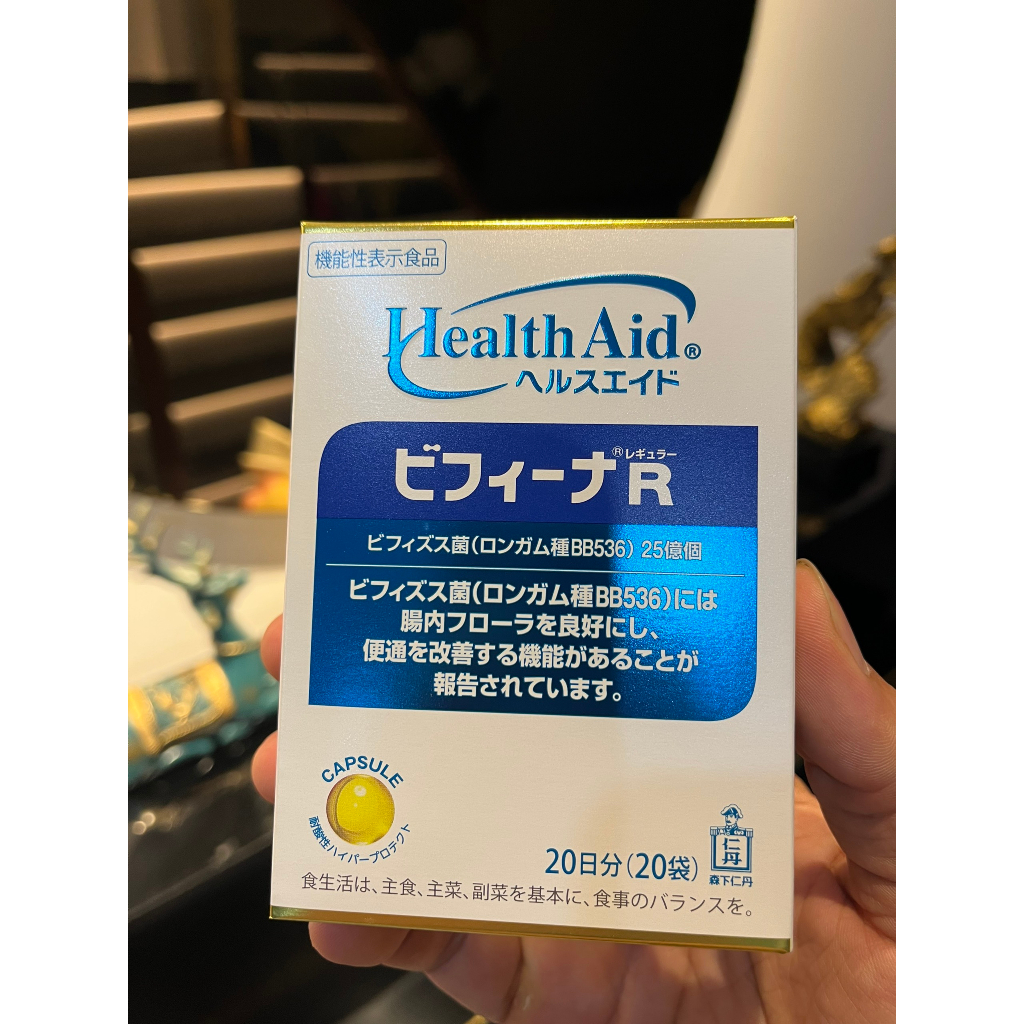 機能性表示食品
Health Aid®
ヘルスエイド
ビフィーナ® レギュラー R
ビフィズス菌(ロンガム種BB536) 25億個
ビフィズス菌(ロンガム種BB536)には
腸内フローラを良好にし、
便通を改善する機能があることが
報告されています。
CAPSULE
耐酸性ハイパープロテクト
仁丹
森下仁丹
20日分(20袋)
食生活は、主食、主菜、副菜を基本に、食事のバランスを。